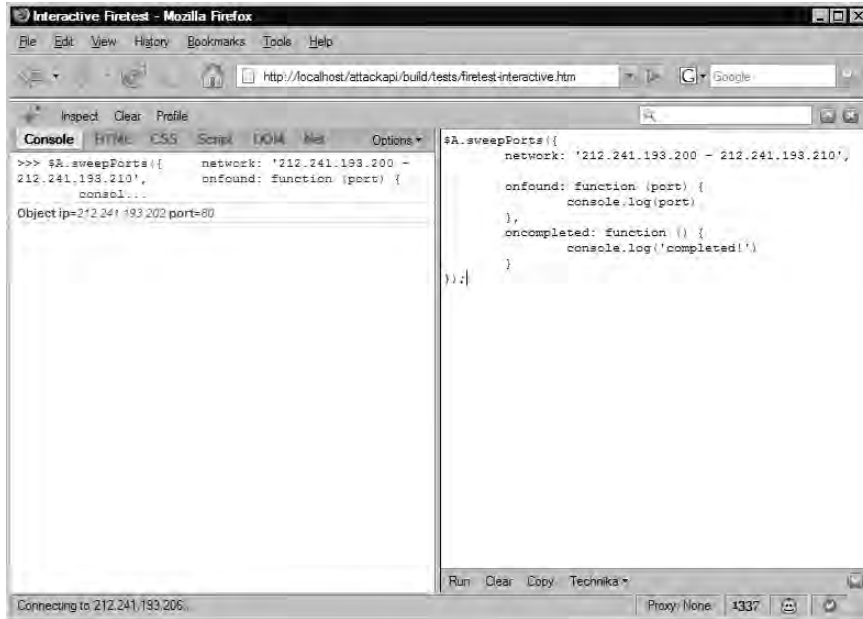 Interactive Firetest - Mozilla Firefox
File Edit View History Bookmarks Tools Help
http://localhost/attackapi/build/tests/firetest-interactive.htm
G Google
Inspect Clear Profile
Console HTML CSS Script DOM Net Options
>>> $A.sweepPorts({ network: '212.241.193.200 -
212.241.193.210', onfound: function (port) {
consol...
Object ip=212.241.193.202 port=80
$A.sweepPorts({
network: '212.241.193.200 - 212.241.193.210',
onfound: function (port) {
console.log(port)
},
oncompleted: function () {
console.log('completed!')
}
});
Run Clear Copy Technika
Connecting to 212.241.193.206...
Proxy: None 1337